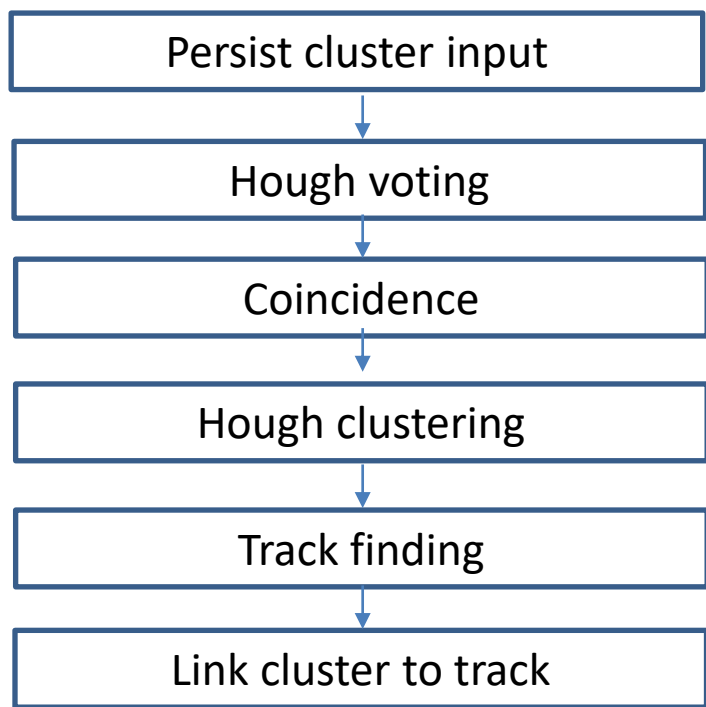 Persist cluster input
Hough voting
Coincidence
Hough clustering
Track finding
Link cluster to track